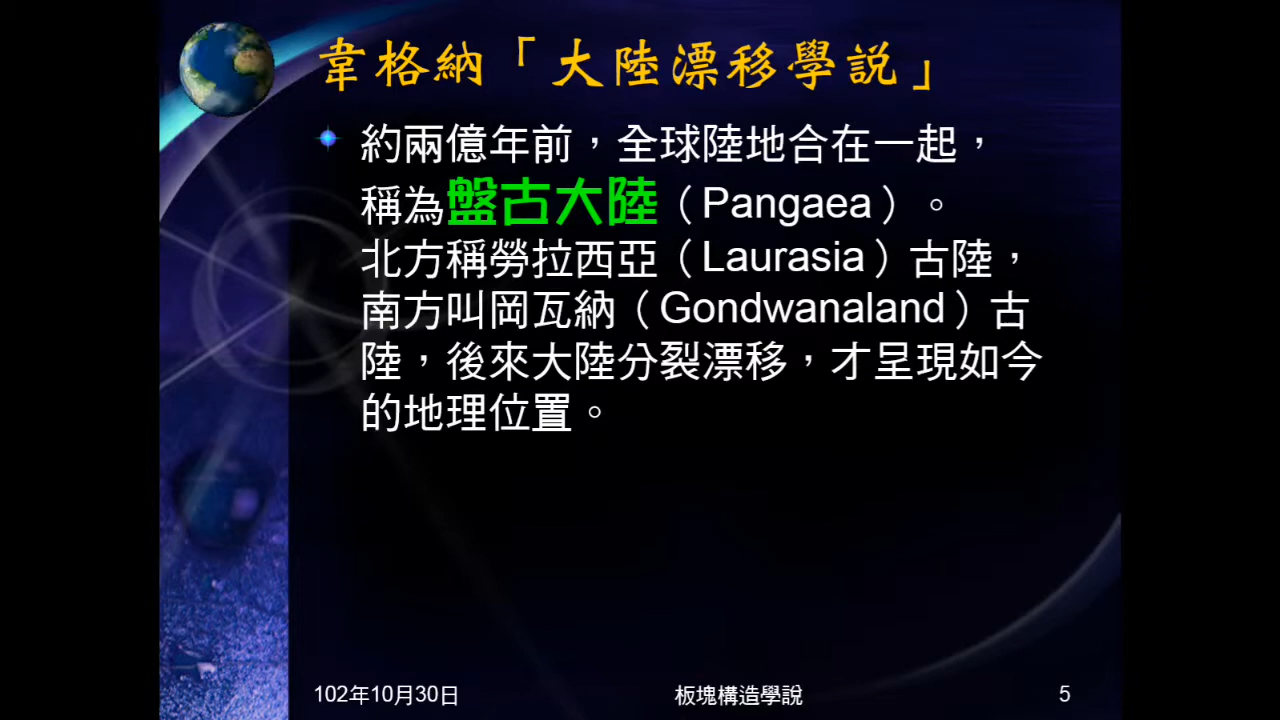 韋格納「大陸漂移學說」
約兩億年前，全球陸地合在一起，
稱為盤古大陸（Pangaea）。
北方稱勞拉西亞（Laurasia）古陸，
南方叫岡瓦納（Gondwanaland）古
陸，後來大陸分裂漂移，才呈現如今
的地理位置。
102年10月30日
板塊構造學說
5